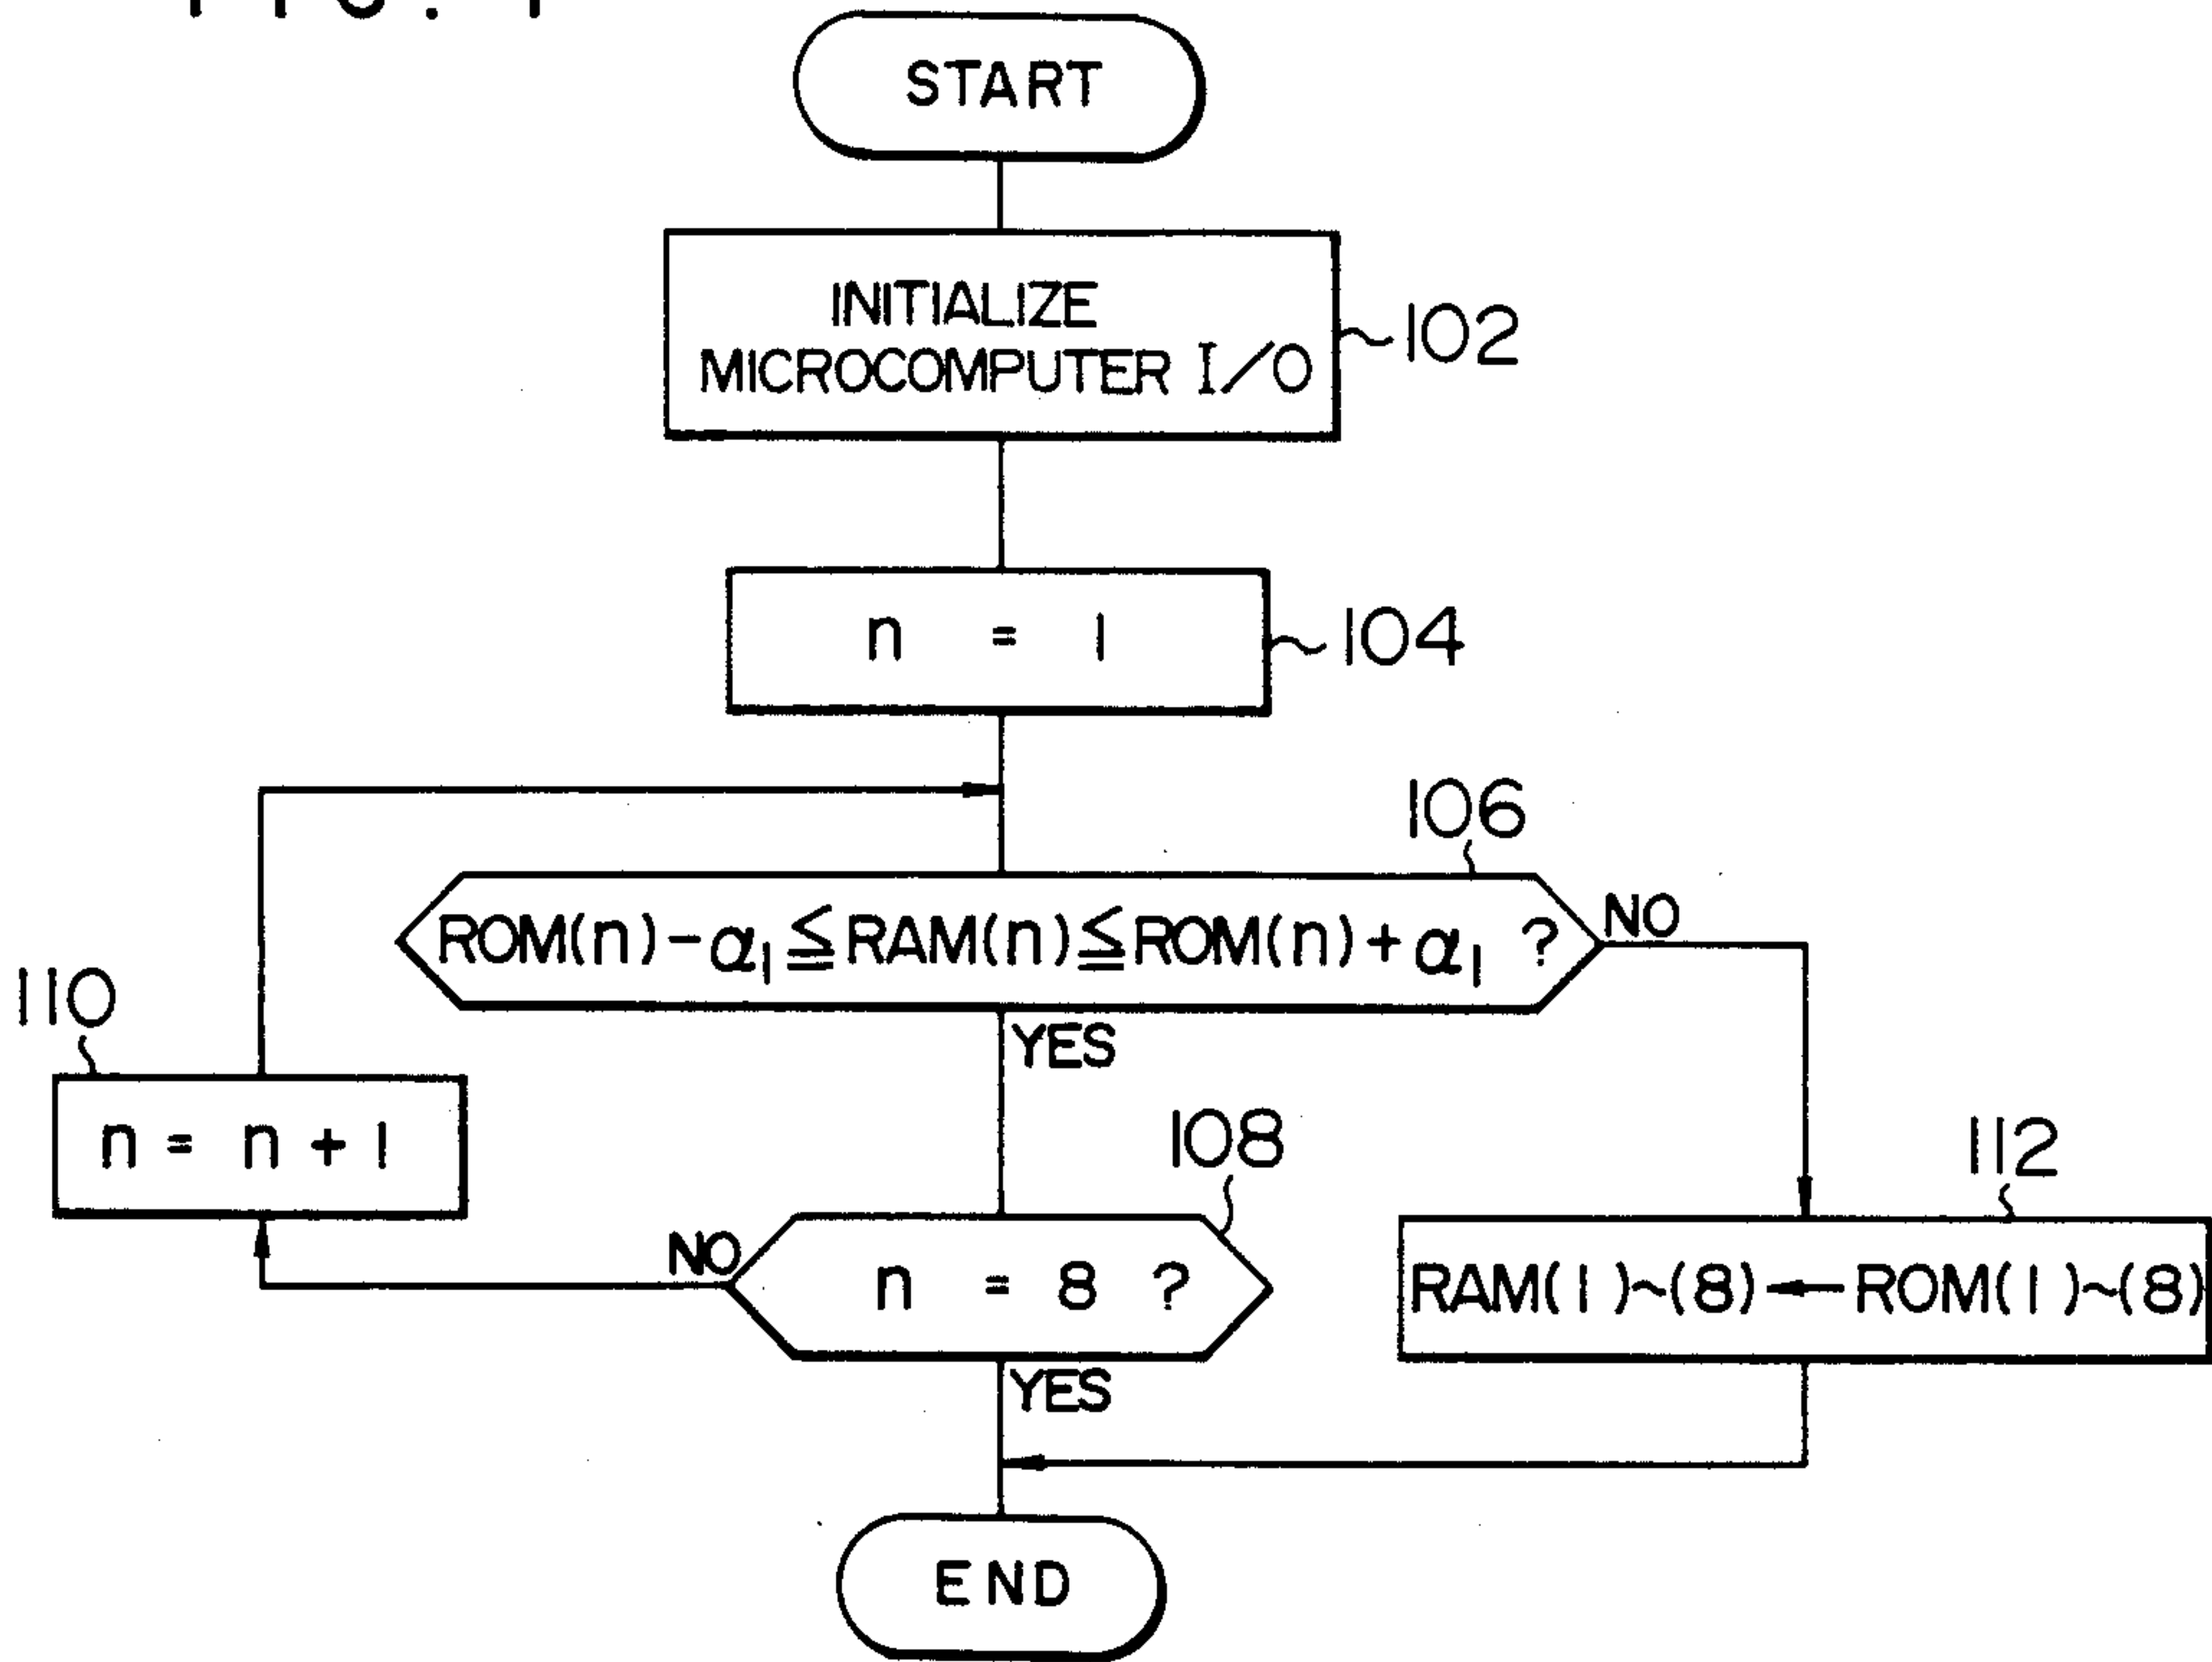 START
INITIALIZE
MICROCOMPUTER I/O
102
n = 1
104
106
ROM(n)-α₁≦RAM(n)≦ROM(n)+α₁ ?
NO
YES
110
n = n + 1
108
n = 8 ?
NO
YES
112
RAM(1)~(8)←ROM(1)~(8)
END